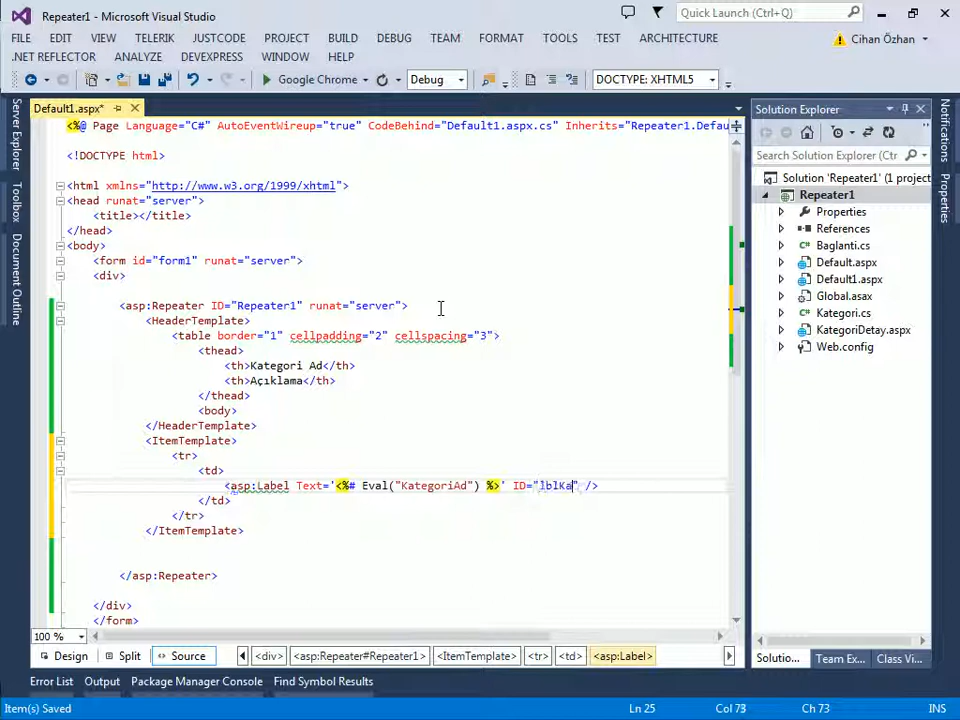 Repeater1 - Microsoft Visual Studio
Quick Launch (Ctrl+Q)
FILE EDIT VIEW TELERIK JUSTCODE PROJECT BUILD DEBUG TEAM FORMAT TOOLS TEST ARCHITECTURE
Cihan Özhan
.NET REFLECTOR ANALYZE DEVEXPRESS WINDOW HELP
Google Chrome Debug DOCTYPE: XHTML5
Server Explorer
Toolbox
Document Outline
Default1.aspx*
<%@ Page Language="C#" AutoEventWireup="true" CodeBehind="Default1.aspx.cs" Inherits="Repeater1.Defau
<!DOCTYPE html>
<html xmlns="http://www.w3.org/1999/xhtml">
<head runat="server">
<title></title>
</head>
<body>
<form id="form1" runat="server">
<div>
<asp:Repeater ID="Repeater1" runat="server">
<HeaderTemplate>
<table border="1" cellpadding="2" cellspacing="3">
<thead>
<th>Kategori Ad</th>
<th>Açıklama</th>
</thead>
<body>
</HeaderTemplate>
<ItemTemplate>
<tr>
<td>
<asp:Label Text='<%# Eval("KategoriAd") %>' ID="lblKa" />
</td>
</tr>
</ItemTemplate>
</asp:Repeater>
</div>
</form>
100 %
Design Split Source
<div> <asp:Repeater#Repeater1> <ItemTemplate> <tr> <td> <asp:Label>
Solution Explorer
Search Solution Explorer (Ctr
Solution 'Repeater1' (1 project
Repeater1
Properties
References
Baglanti.cs
Default.aspx
Default1.aspx
Global.asax
Kategori.cs
KategoriDetay.aspx
Web.config
Solutio... Team Ex... Class Vi...
Notifications
Properties
Error List Output Package Manager Console Find Symbol Results
Item(s) Saved Ln 25 Col 73 Ch 73 INS